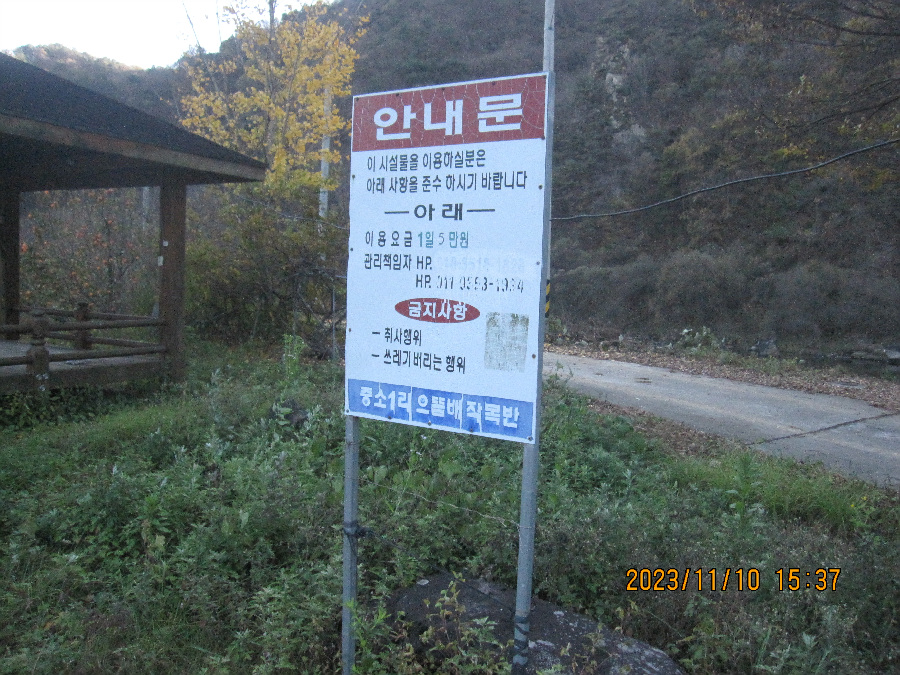 안내문
이 시설물을 이용하실분은
아래 사항을 준수 하시기 바랍니다
—아래—
이용요금 1일 5 만원
관리책임자 HP.
HP. 011-9583-1934
금지사항
– 취사행위
– 쓰레기 버리는 행위
중소1리 으뜸배 작목반
2023/11/10 15:37